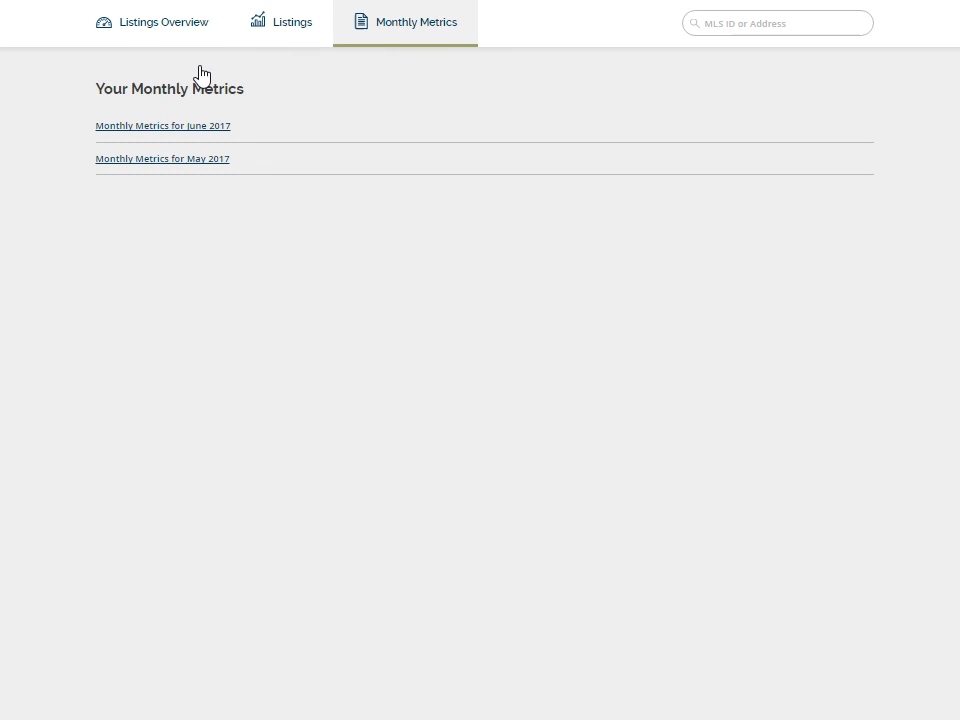 Listings Overview
Listings
Monthly Metrics
MLS ID or Address
Your Monthly Metrics
Monthly Metrics for June 2017
Monthly Metrics for May 2017